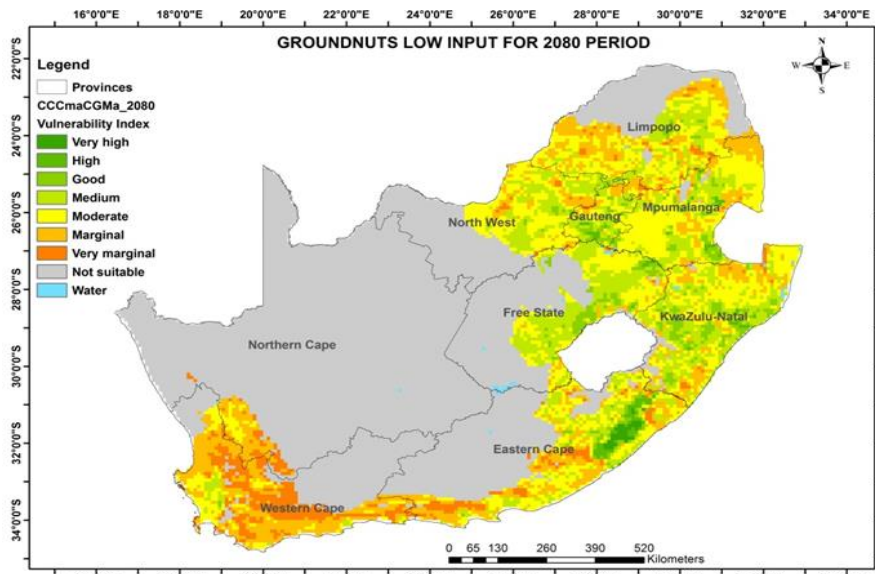 16°0'0"E 18°0'0"E 20°0'0"E 22°0'0"E 24°0'0"E 26°0'0"E 28°0'0"E 30°0'0"E 32°0'0"E 34°0'0"E
GROUNDNUTS LOW INPUT FOR 2080 PERIOD
N
W E
S
Legend
Provinces
CCCmaCGMa_2080
Vulnerability Index
Very high
High
Good
Medium
Moderate
Marginal
Very marginal
Not suitable
Water
22°0'0"S
24°0'0"S
26°0'0"S
28°0'0"S
30°0'0"S
32°0'0"S
34°0'0"S
Limpopo
North West
Gauteng
Mpumalanga
Free State
KwaZulu-Natal
Northern Cape
Eastern Cape
Western Cape
0 65 130 260 390 520
Kilometers